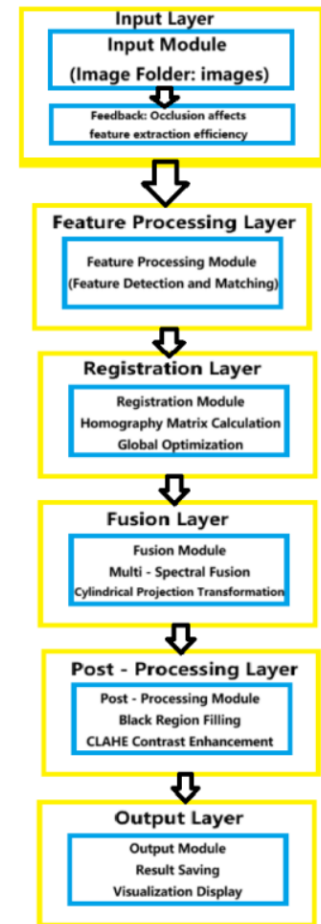 Input Layer
Input Module
(Image Folder: images)
Feedback: Occlusion affects
feature extraction efficiency
Feature Processing Layer
Feature Processing Module
(Feature Detection and Matching)
Registration Layer
Registration Module
Homography Matrix Calculation
Global Optimization
Fusion Layer
Fusion Module
Multi - Spectral Fusion
Cylindrical Projection Transformation
Post - Processing Layer
Post - Processing Module
Black Region Filling
CLAHE Contrast Enhancement
Output Layer
Output Module
Result Saving
Visualization Display